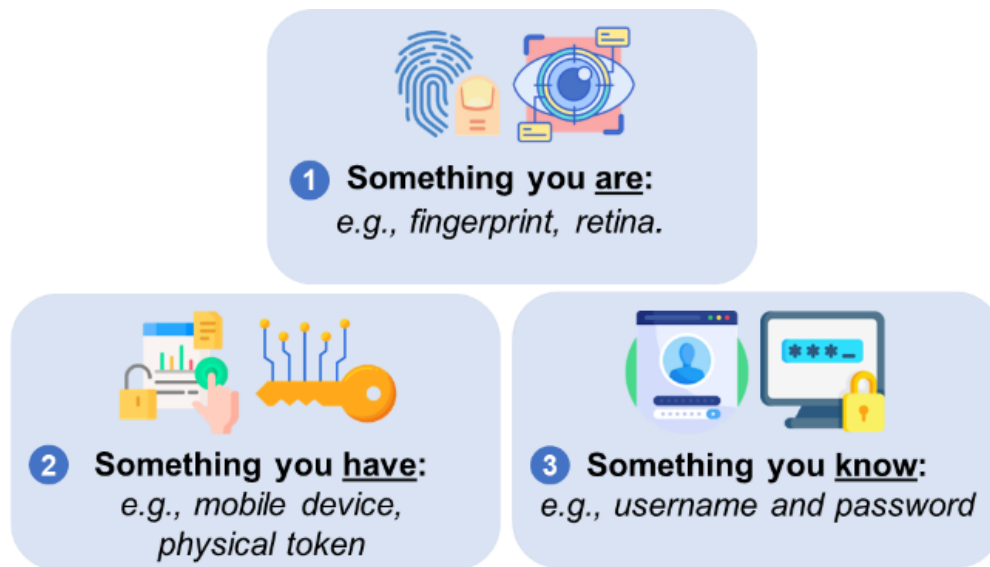 1 Something you are:
e.g., fingerprint, retina.
2 Something you have:
e.g., mobile device,
physical token
3 Something you know:
e.g., username and password
***_